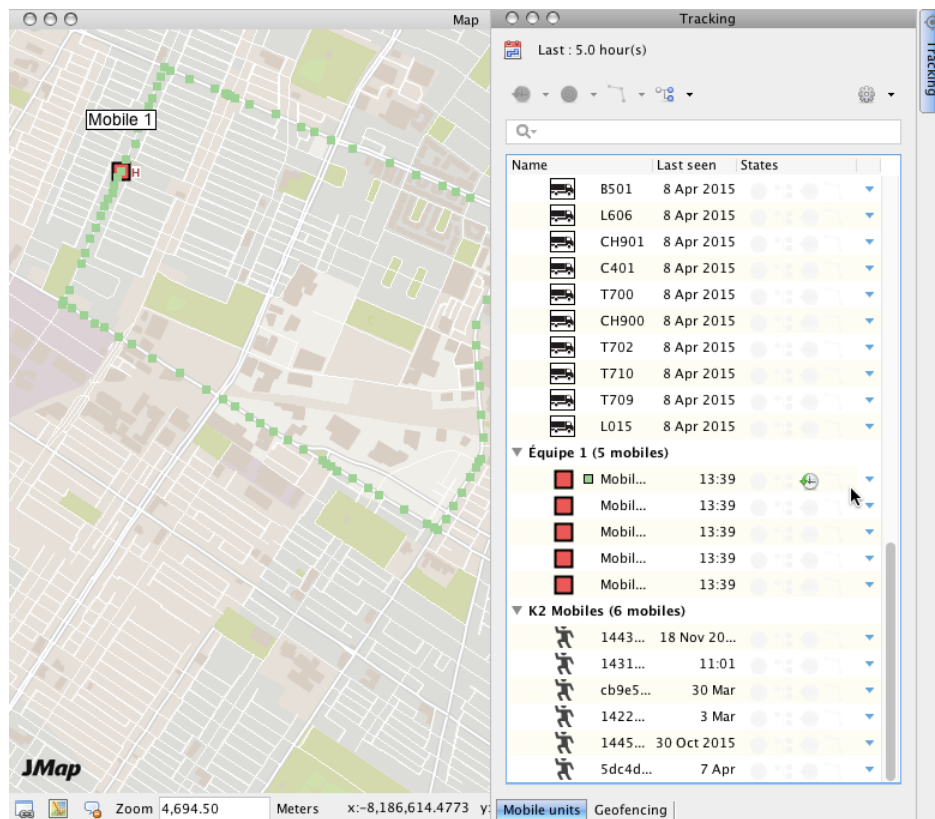 Map
Mobile 1
H
JMap
Zoom 4,694.50 Meters x:-8,186,614.4773 y:
Tracking
Last : 5.0 hour(s)
Name Last seen States
B501 8 Apr 2015
L606 8 Apr 2015
CH901 8 Apr 2015
C401 8 Apr 2015
T700 8 Apr 2015
CH900 8 Apr 2015
T702 8 Apr 2015
T710 8 Apr 2015
T709 8 Apr 2015
L015 8 Apr 2015
Équipe 1 (5 mobiles)
Mobil... 13:39
Mobil... 13:39
Mobil... 13:39
Mobil... 13:39
Mobil... 13:39
K2 Mobiles (6 mobiles)
1443... 18 Nov 20...
1431... 11:01
cb9e5... 30 Mar
1422... 3 Mar
1445... 30 Oct 2015
5dc4d... 7 Apr
Mobile units Geofencing
Tracking